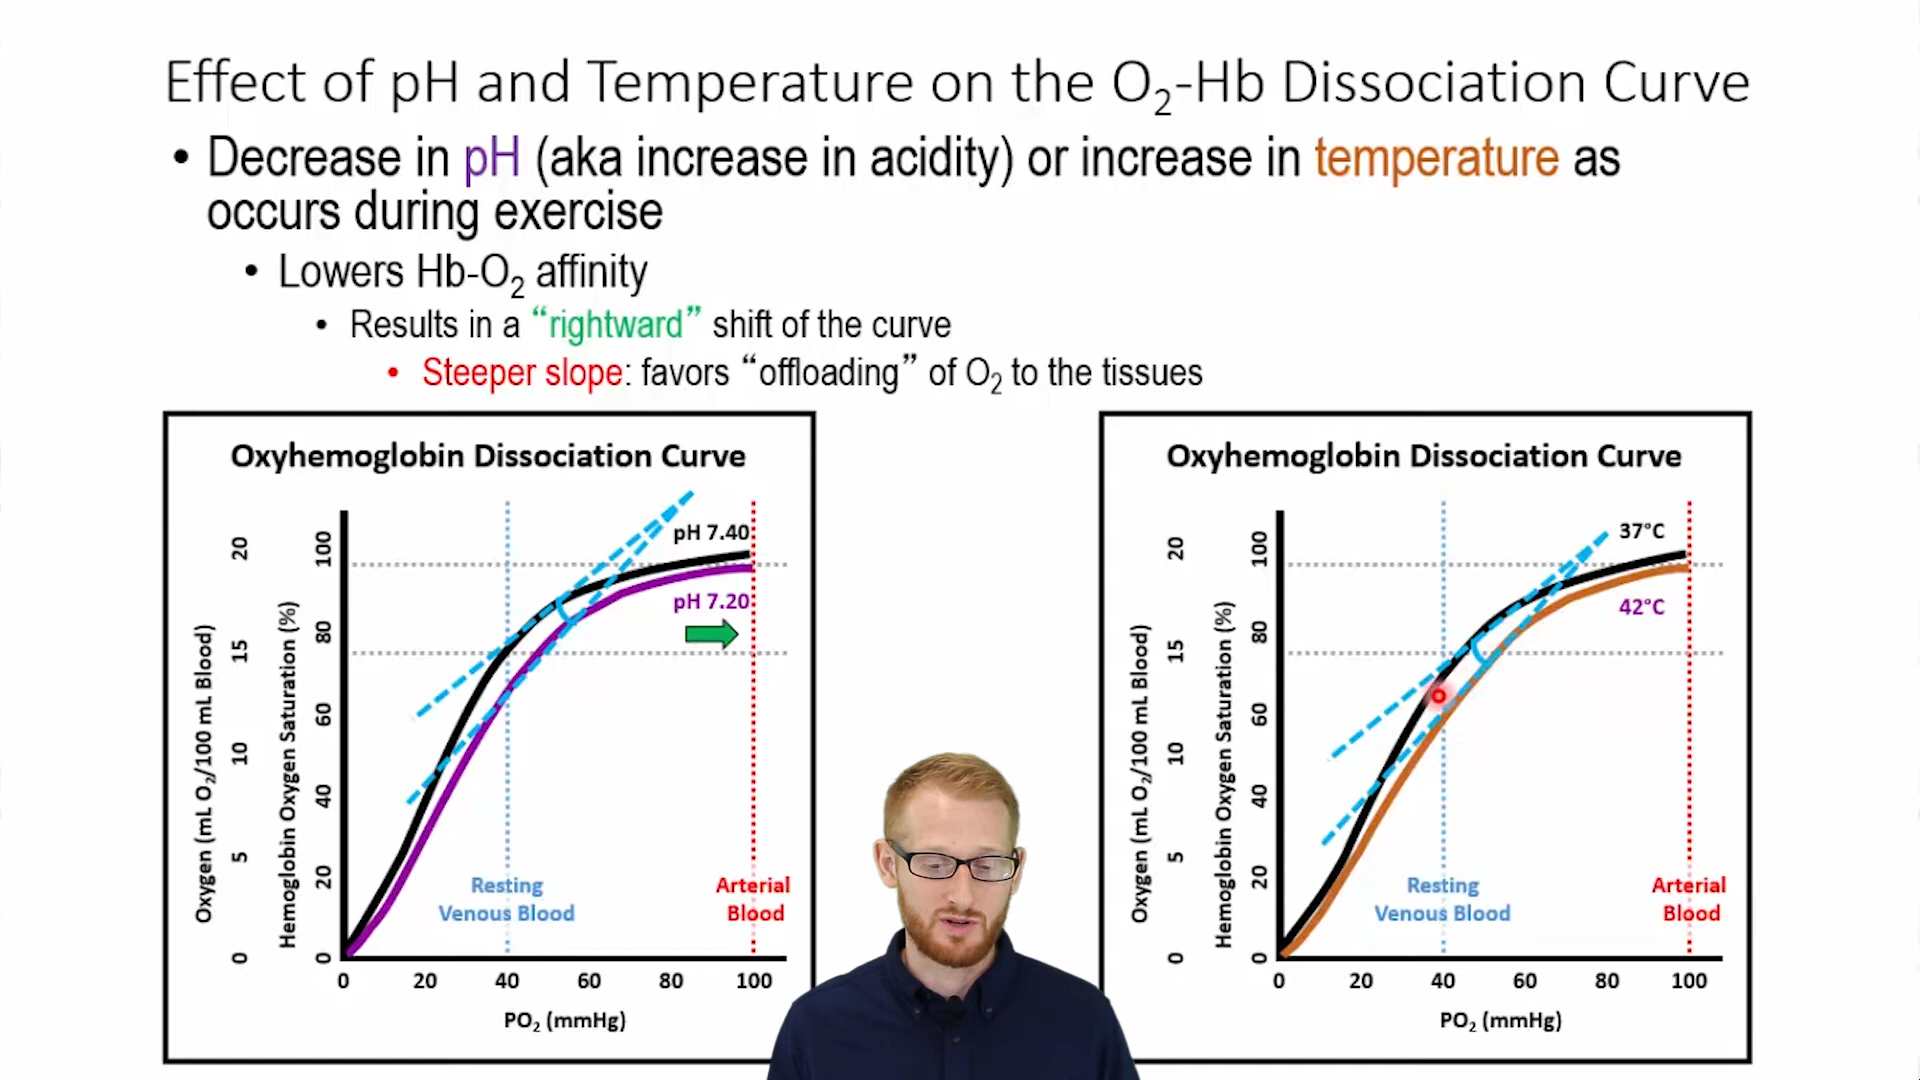 Effect of pH and Temperature on the O₂-Hb Dissociation Curve
• Decrease in pH (aka increase in acidity) or increase in temperature as
occurs during exercise
• Lowers Hb-O₂ affinity
• Results in a “rightward” shift of the curve
• Steeper slope: favors “offloading” of O₂ to the tissues
Oxyhemoglobin Dissociation Curve
Oxygen (mL O₂/100 mL Blood)
20
15
10
5
0
Hemoglobin Oxygen Saturation (%)
100
80
60
40
20
0
pH 7.40
pH 7.20
Resting
Venous Blood
Arterial
Blood
0 20 40 60 80 100
PO₂ (mmHg)
Oxyhemoglobin Dissociation Curve
Oxygen (mL O₂/100 mL Blood)
20
15
10
5
0
Hemoglobin Oxygen Saturation (%)
100
80
60
40
20
0
37°C
42°C
Resting
Venous Blood
Arterial
Blood
0 20 40 60 80 100
PO₂ (mmHg)